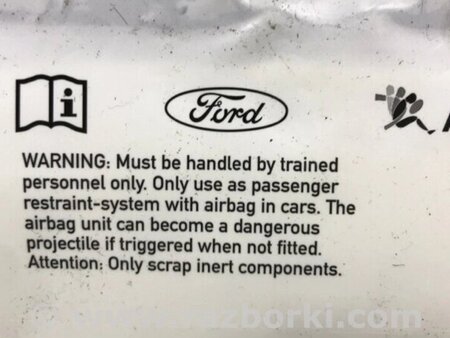 Ford
WARNING: Must be handled by trained
personnel only. Only use as passenger
restraint-system with airbag in cars. The
airbag unit can become a dangerous
projectile if triggered when not fitted.
Attention: Only scrap inert components.